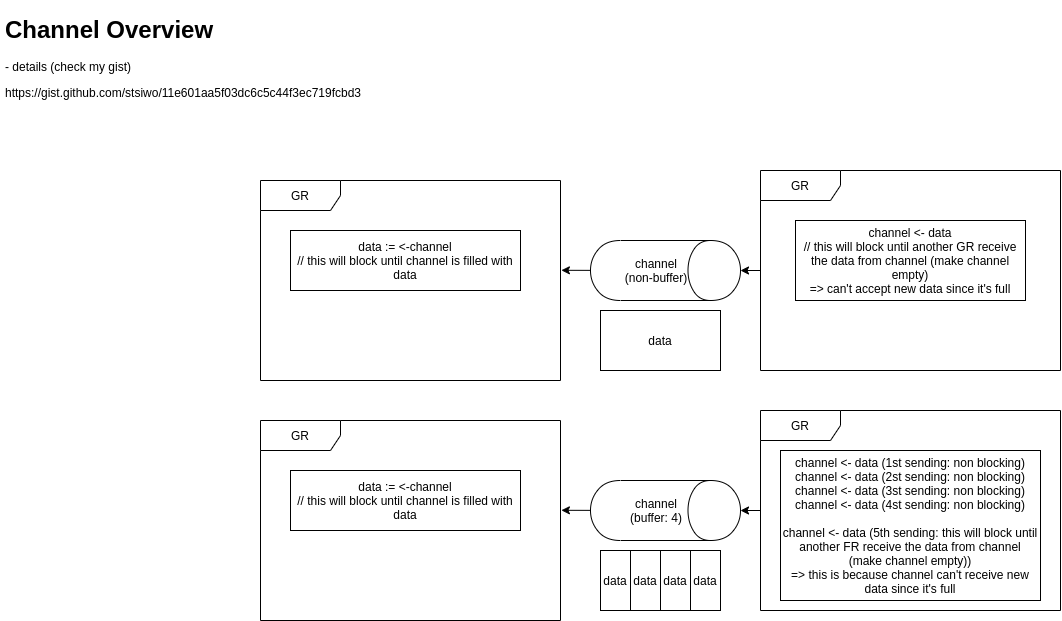 Channel Overview
- details (check my gist)
https://gist.github.com/stsiwo/11e601aa5f03dc6c5c44f3ec719fcbd3
GR
data := <-channel
// this will block until channel is filled with
data
channel
(non-buffer)
data
GR
channel <- data
// this will block until another GR receive
the data from channel (make channel
empty)
=> can't accept new data since it's full
GR
data := <-channel
// this will block until channel is filled with
data
channel
(buffer: 4)
data
data
data
data
GR
channel <- data (1st sending: non blocking)
channel <- data (2st sending: non blocking)
channel <- data (3st sending: non blocking)
channel <- data (4st sending: non blocking)
channel <- data (5th sending: this will block until
another FR receive the data from channel
(make channel empty))
=> this is because channel can't receive new
data since it's full